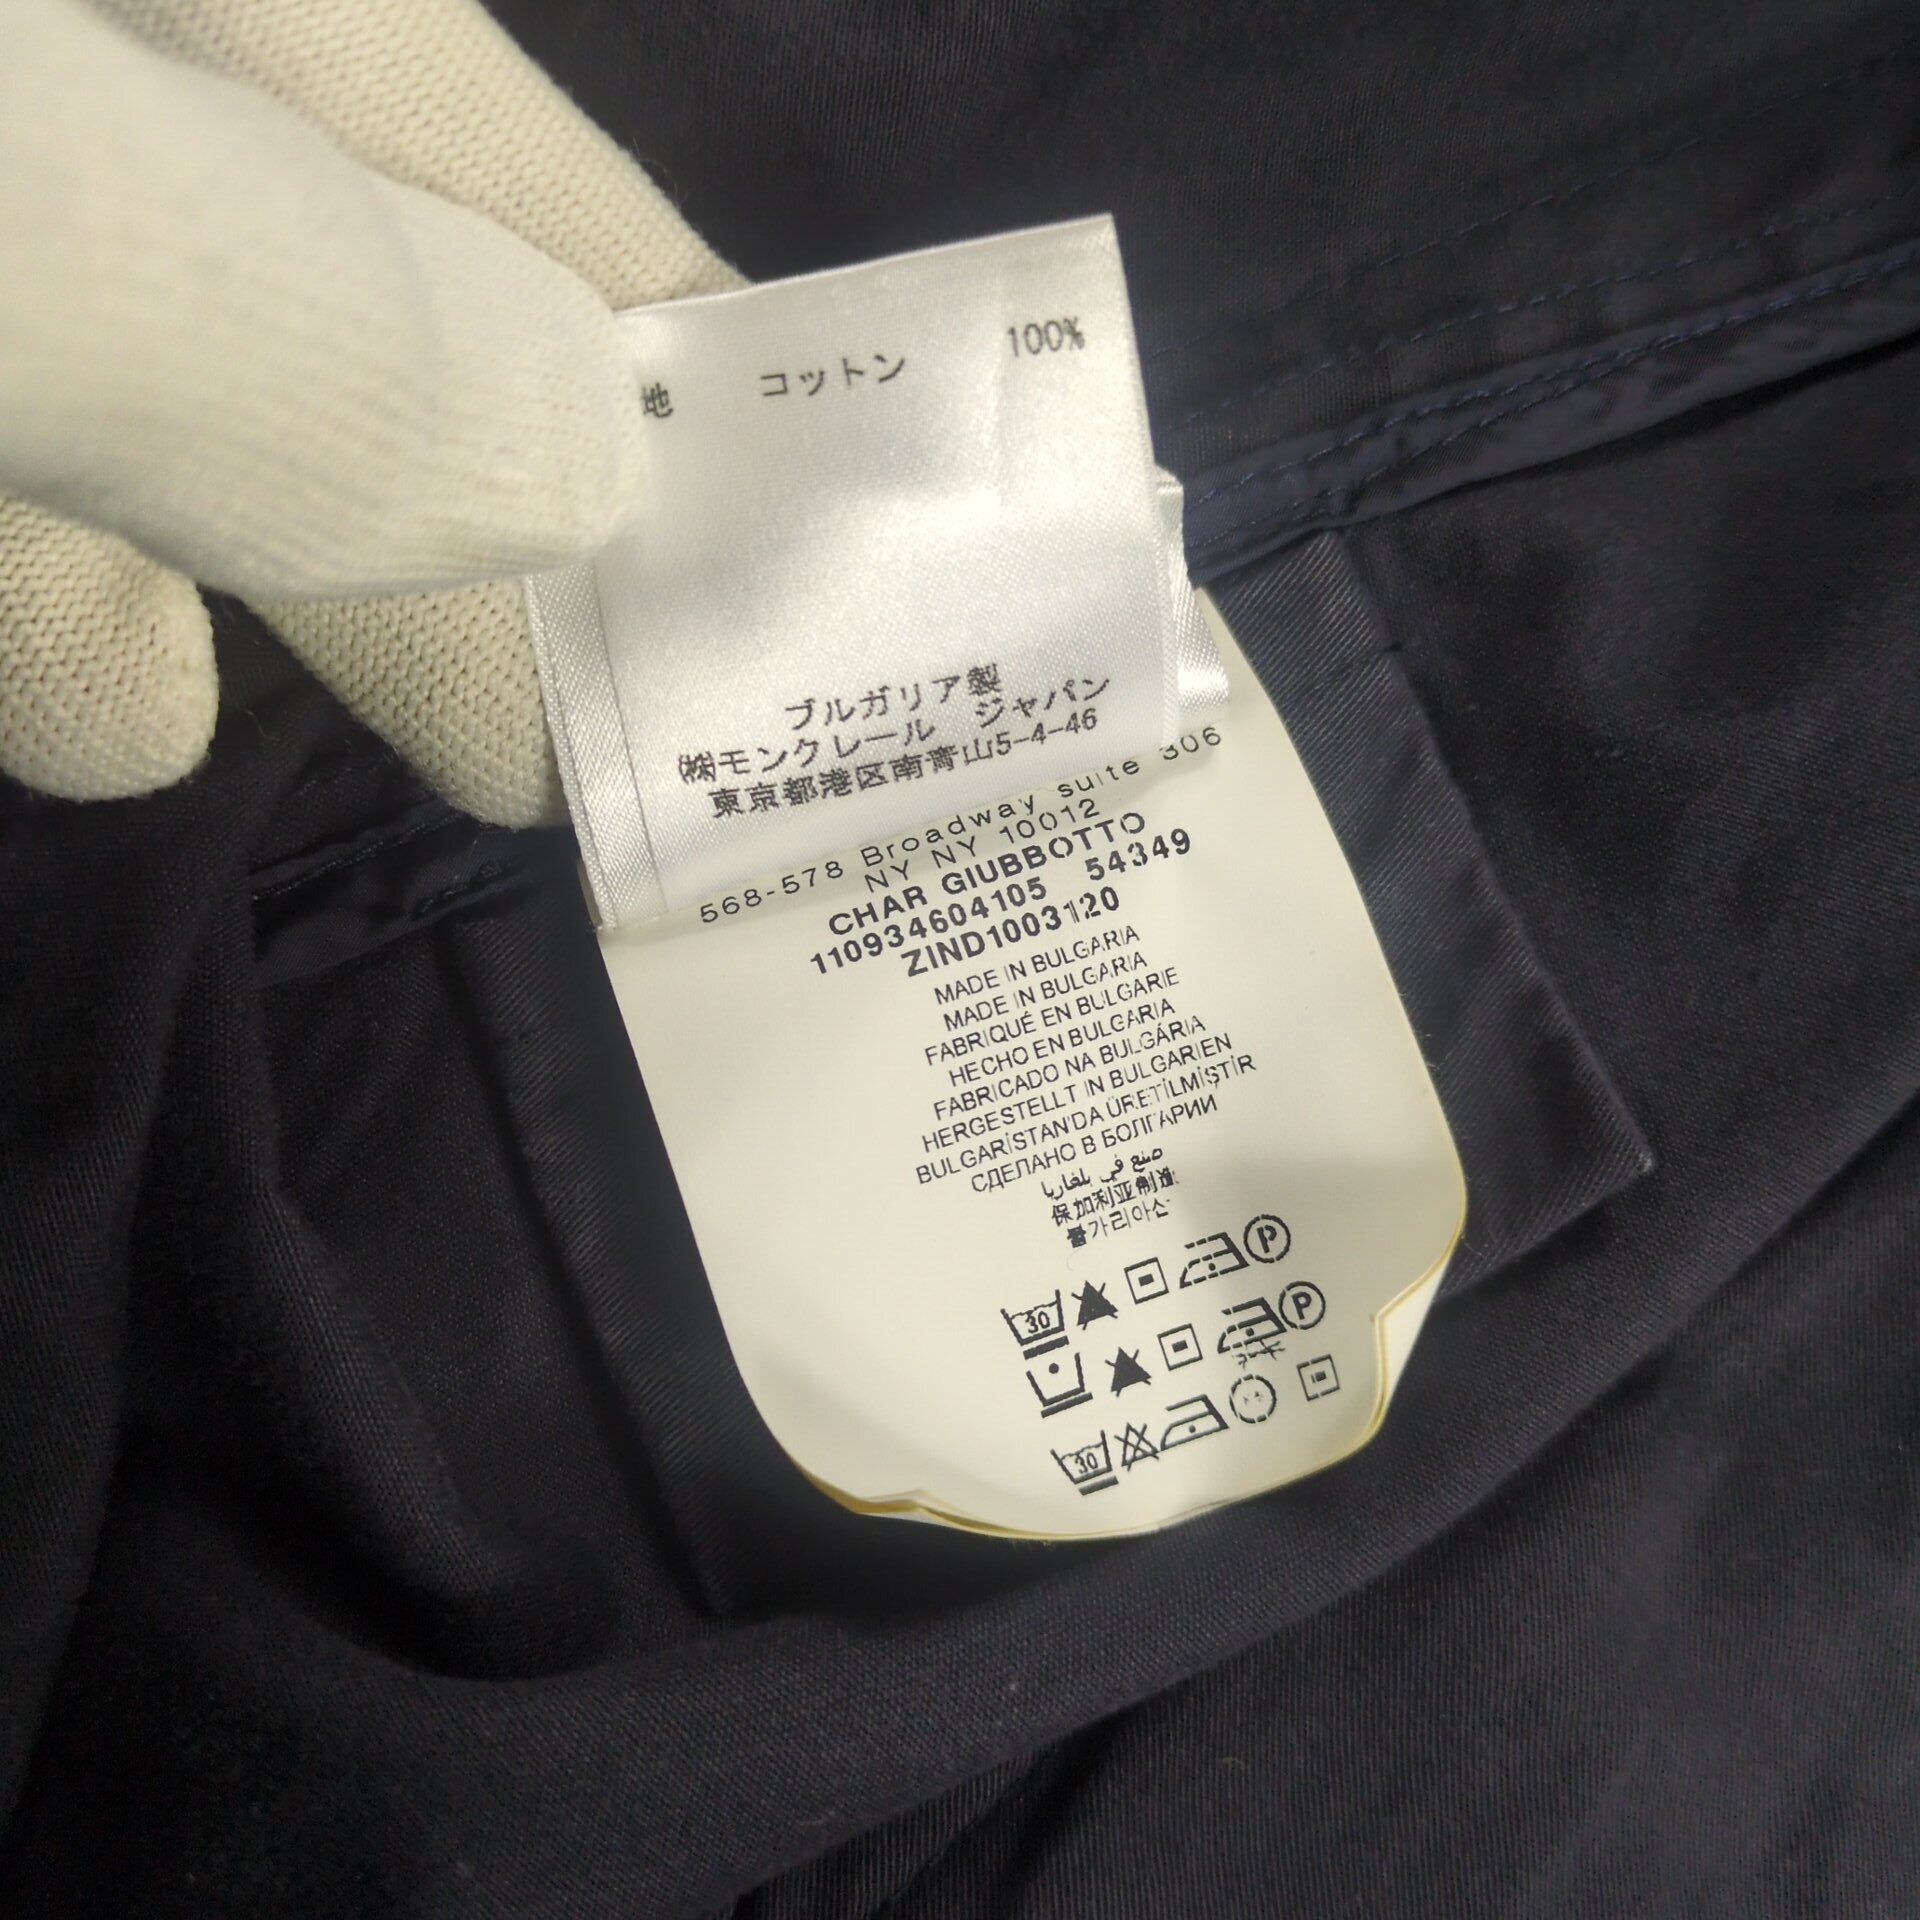 地 コットン 100%
ブルガリア製
㈱モンクレール ジャパン
東京都港区南青山5-4-46
568-578 Broadway suite 306
NY NY 10012
CHAR GIUBBOTTO
110934604105 54349
ZIND1003120
MADE IN BULGARIA
MADE IN BULGARIA
FABRIQUÉ EN BULGARIE
HECHO EN BULGARIA
FABRICADO NA BULGÁRIA
HERGESTELLT IN BULGARIEN
BULGARİSTAN'DA ÜRETİLMİŞTİR
СДЕЛАНО В БОЛГАРИИ
صنع في بلغاريا
保加利亚制造
불가리아산
30 P
P
30